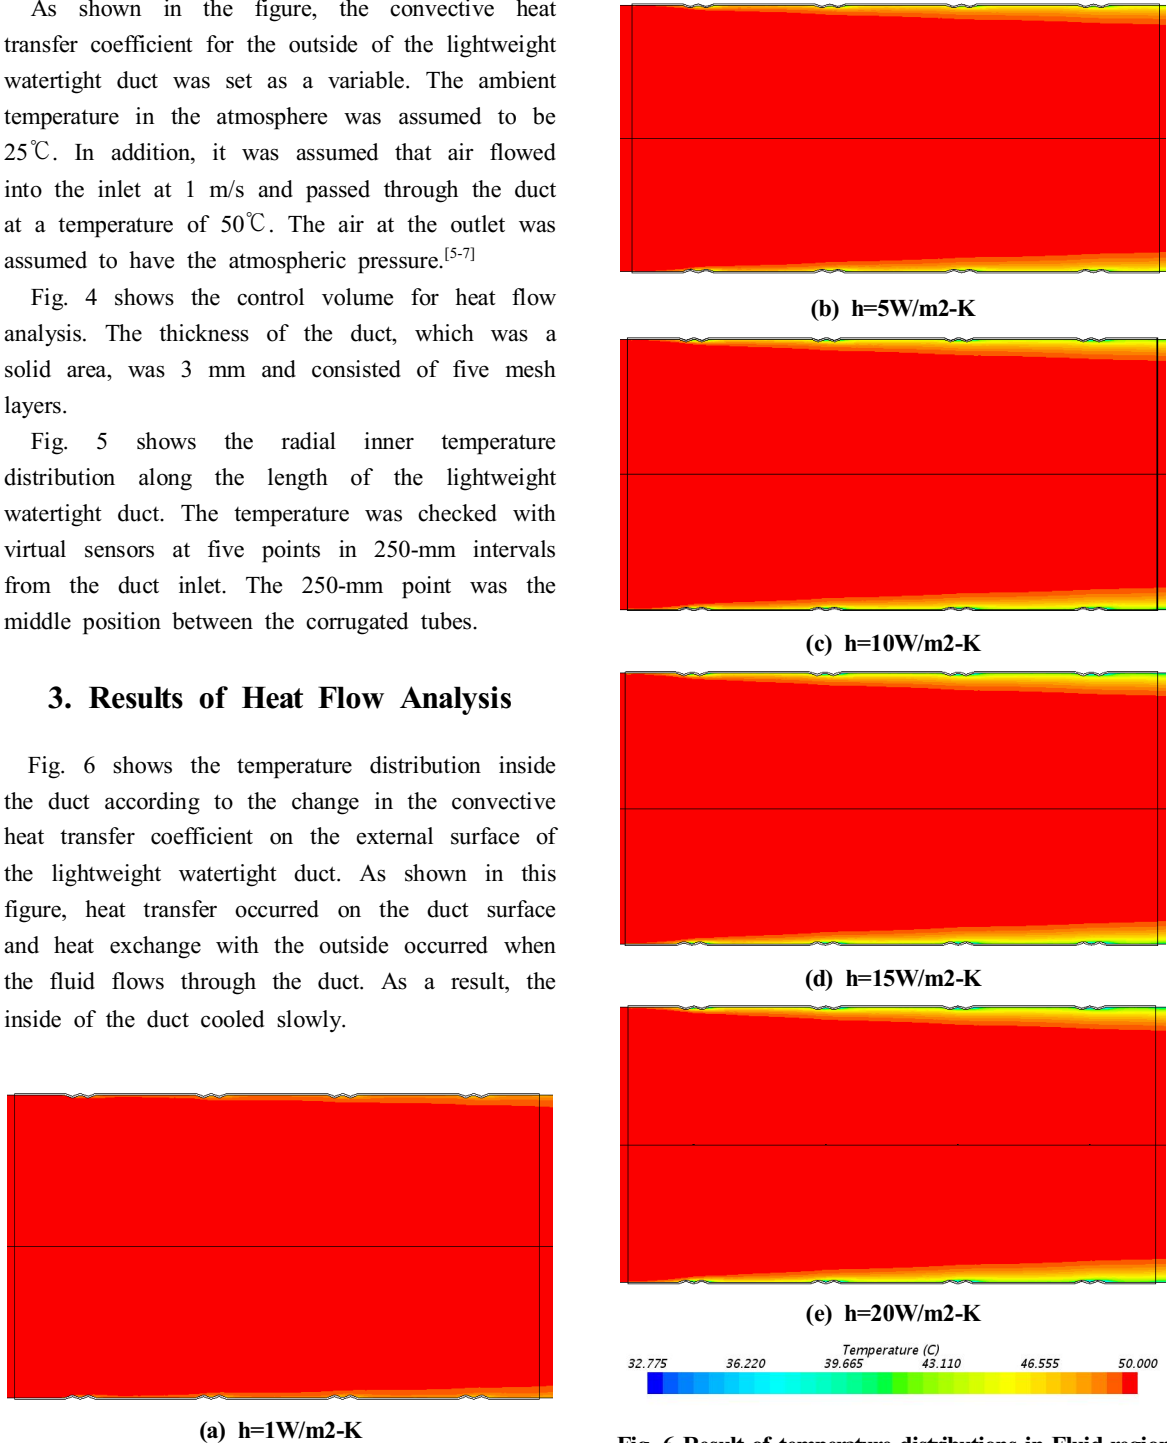 As shown in the figure, the convective heat
transfer coefficient for the outside of the lightweight
watertight duct was set as a variable. The ambient
temperature in the atmosphere was assumed to be
25℃. In addition, it was assumed that air flowed
into the inlet at 1 m/s and passed through the duct
at a temperature of 50℃. The air at the outlet was
assumed to have the atmospheric pressure.[5-7]
Fig. 4 shows the control volume for heat flow
analysis. The thickness of the duct, which was a
solid area, was 3 mm and consisted of five mesh
layers.
Fig. 5 shows the radial inner temperature
distribution along the length of the lightweight
watertight duct. The temperature was checked with
virtual sensors at five points in 250-mm intervals
from the duct inlet. The 250-mm point was the
middle position between the corrugated tubes.
3. Results of Heat Flow Analysis
Fig. 6 shows the temperature distribution inside
the duct according to the change in the convective
heat transfer coefficient on the external surface of
the lightweight watertight duct. As shown in this
figure, heat transfer occurred on the duct surface
and heat exchange with the outside occurred when
the fluid flows through the duct. As a result, the
inside of the duct cooled slowly.
(a) h=1W/m2-K
(b) h=5W/m2-K
(c) h=10W/m2-K
(d) h=15W/m2-K
(e) h=20W/m2-K
Temperature (C)
32.775 36.220 39.665 43.110 46.555 50.000
Fig. 6 Result of temperature distributions in Fluid region